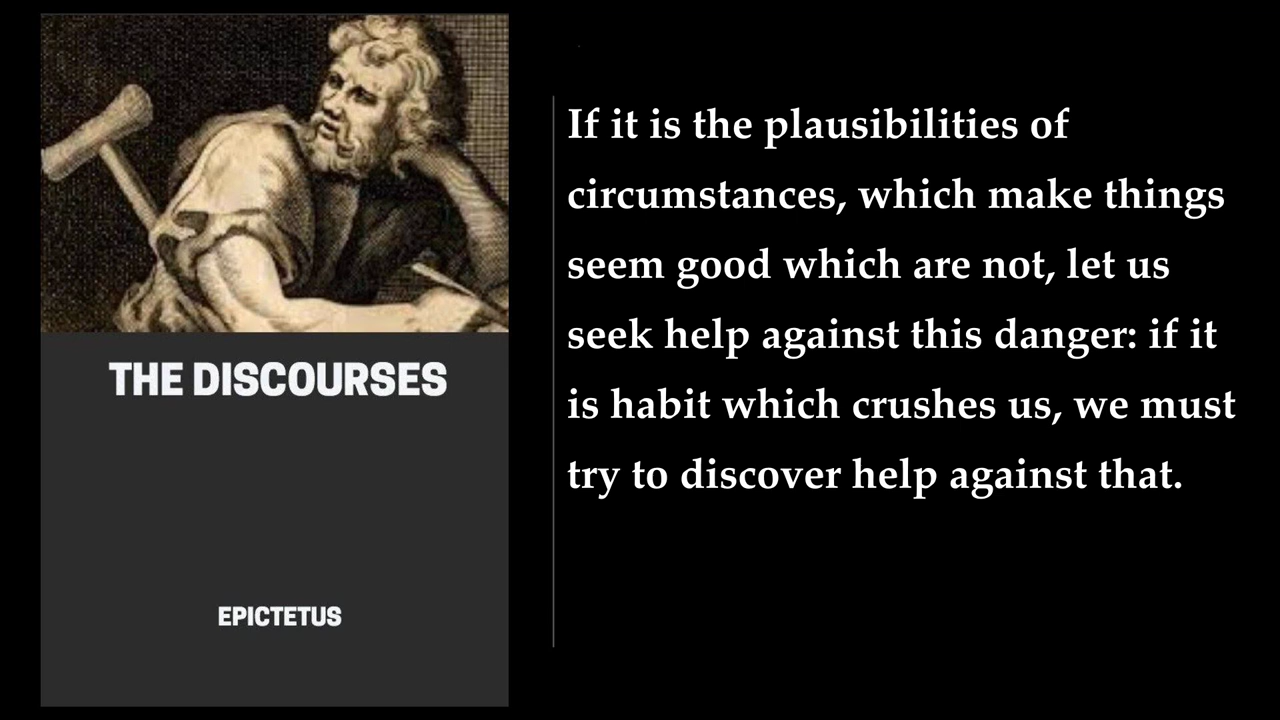 THE DISCOURSES
EPICTETUS
If it is the plausibilities of
circumstances, which make things
seem good which are not, let us
seek help against this danger: if it
is habit which crushes us, we must
try to discover help against that.